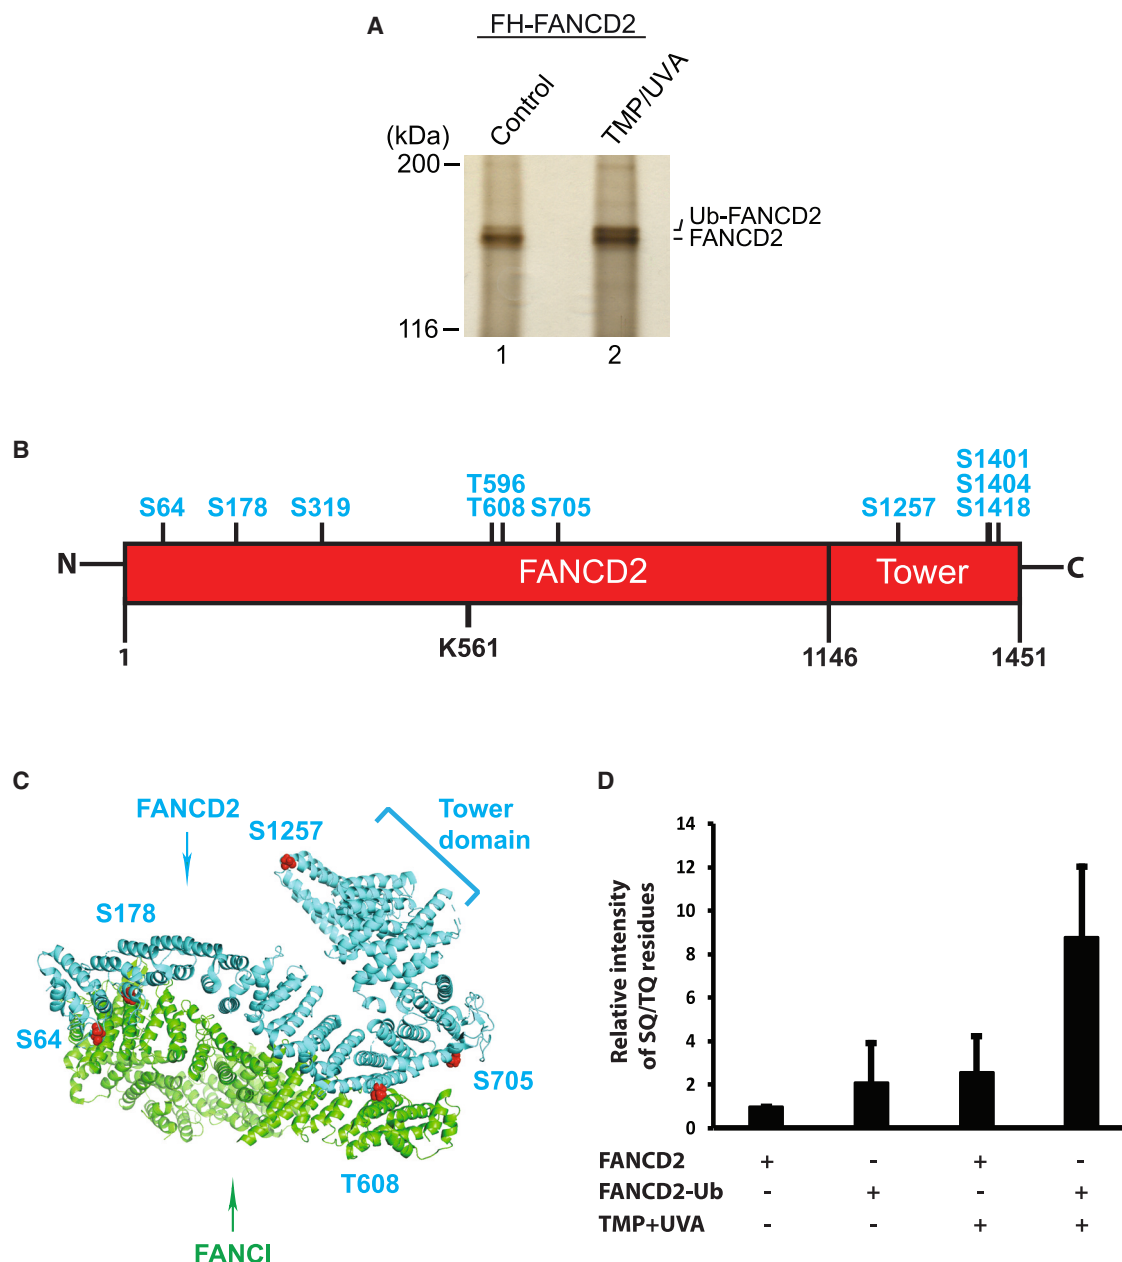 A
FH-FANCD2
Control
TMP/UVA
(kDa)
200
Ub-FANCD2
FANCD2
116
1
2
B
S64
S178
S319
T596
T608
S705
S1257
S1401
S1404
S1418
N
FANCD2
Tower
C
1
K561
1146
1451
C
FANCD2
S1257
Tower
domain
S178
S64
S705
T608
FANCI
D
Relative intensity
of SQ/TQ residues
14
12
10
8
6
4
2
0
FANCD2 + - + -
FANCD2-Ub - + - +
TMP+UVA - - + +